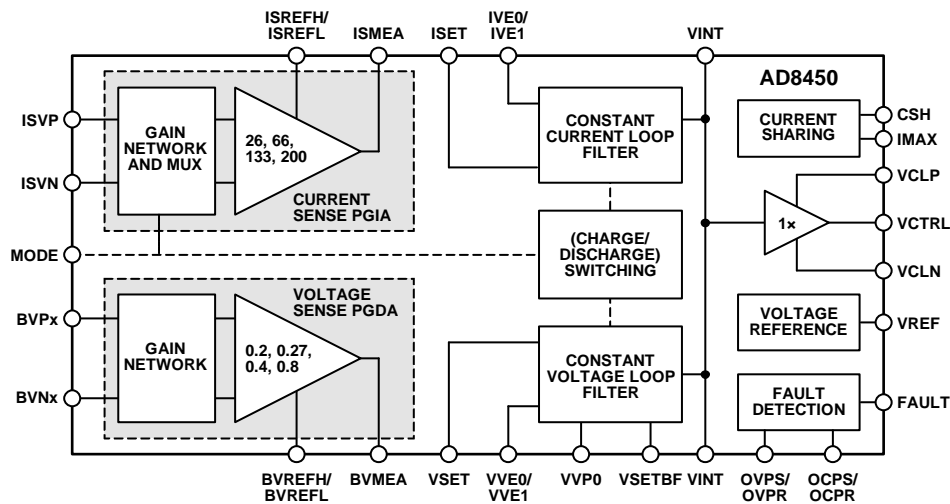 ISREFH/
ISREFL
ISMEA
ISET
IVE0/
IVE1
VINT
AD8450
ISVP
ISVN
GAIN
NETWORK
AND MUX
26, 66,
133, 200
CURRENT
SENSE PGIA
CONSTANT
CURRENT LOOP
FILTER
CURRENT
SHARING
CSH
IMAX
VCLP
1×
VCTRL
VCLN
MODE
(CHARGE/
DISCHARGE)
SWITCHING
VOLTAGE
SENSE PGDA
BVPx
BVNx
GAIN
NETWORK
0.2, 0.27,
0.4, 0.8
CONSTANT
VOLTAGE LOOP
FILTER
VOLTAGE
REFERENCE
VREF
FAULT
DETECTION
FAULT
BVREFH/
BVREFL
BVMEA
VSET
VVE0/
VVE1
VVP0
VSETBF
VINT
OVPS/
OVPR
OCPS/
OCPR